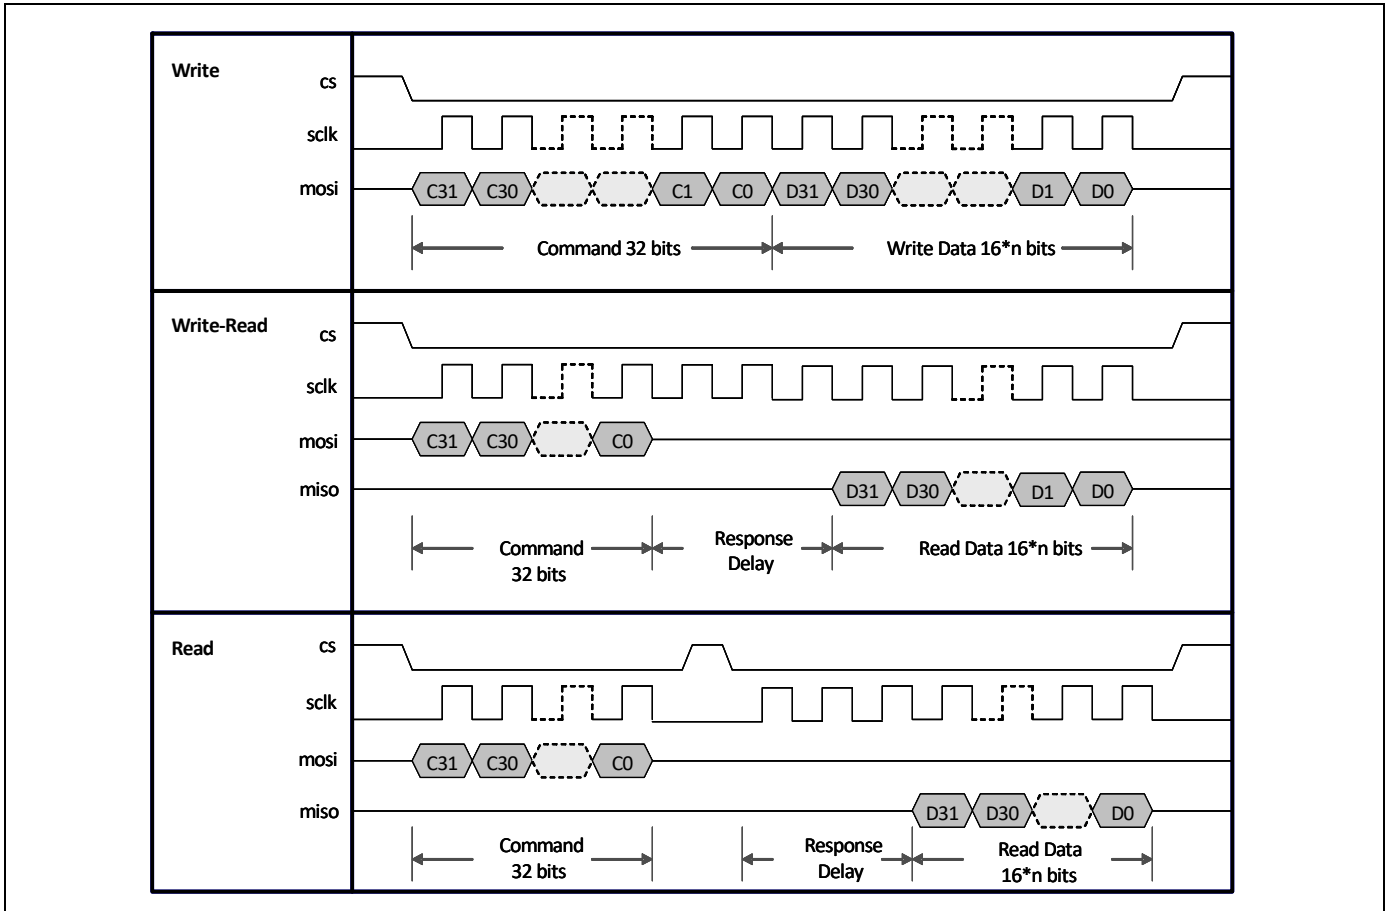 Write
cs
sclk
mosi
C31 C30 C1 C0 D31 D30 D1 D0
Command 32 bits
Write Data 16*n bits
Write-Read
cs
sclk
mosi
C31 C30 C0
miso
D31 D30 D1 D0
Command
32 bits
Response
Delay
Read Data 16*n bits
Read
cs
sclk
mosi
C31 C30 C0
miso
D31 D30 D0
Command
32 bits
Response
Delay
Read Data
16*n bits